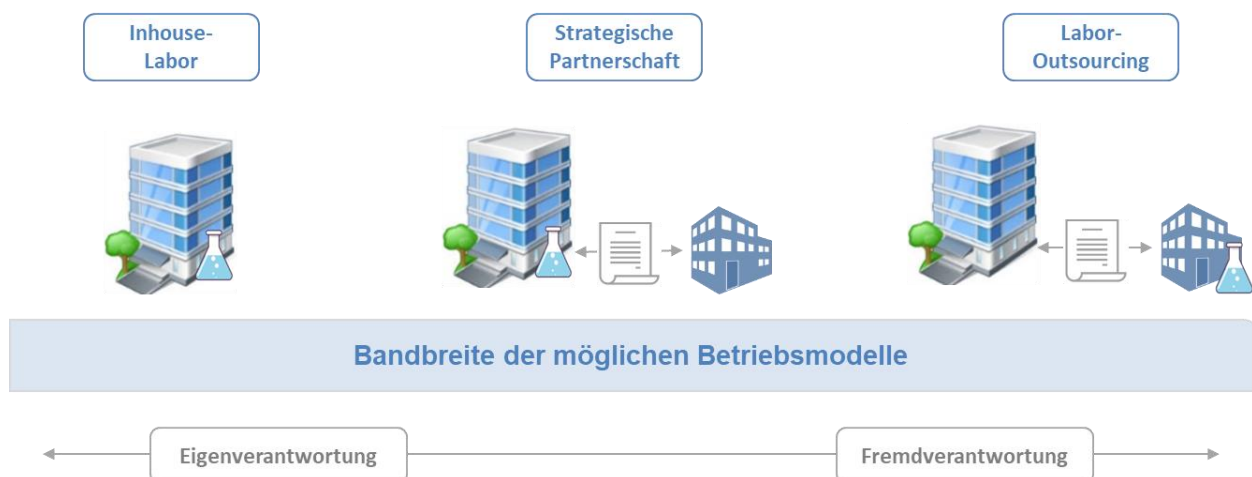 Inhouse-
Labor
Strategische
Partnerschaft
Labor-
Outsourcing
Bandbreite der möglichen Betriebsmodelle
Eigenverantwortung
Fremdverantwortung